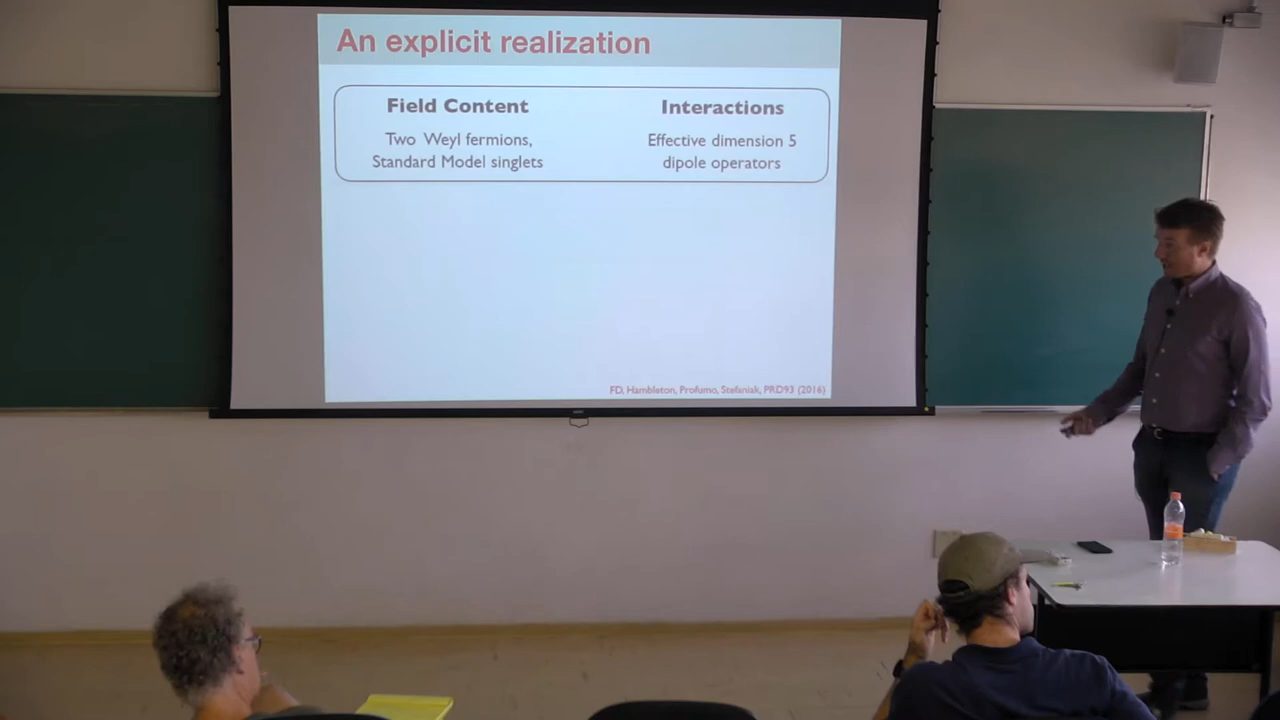 An explicit realization
Field Content
Two Weyl fermions,
Standard Model singlets
Interactions
Effective dimension 5
dipole operators
FD, Hambleton, Profumo, Stefaniak, PRD93 (2016)